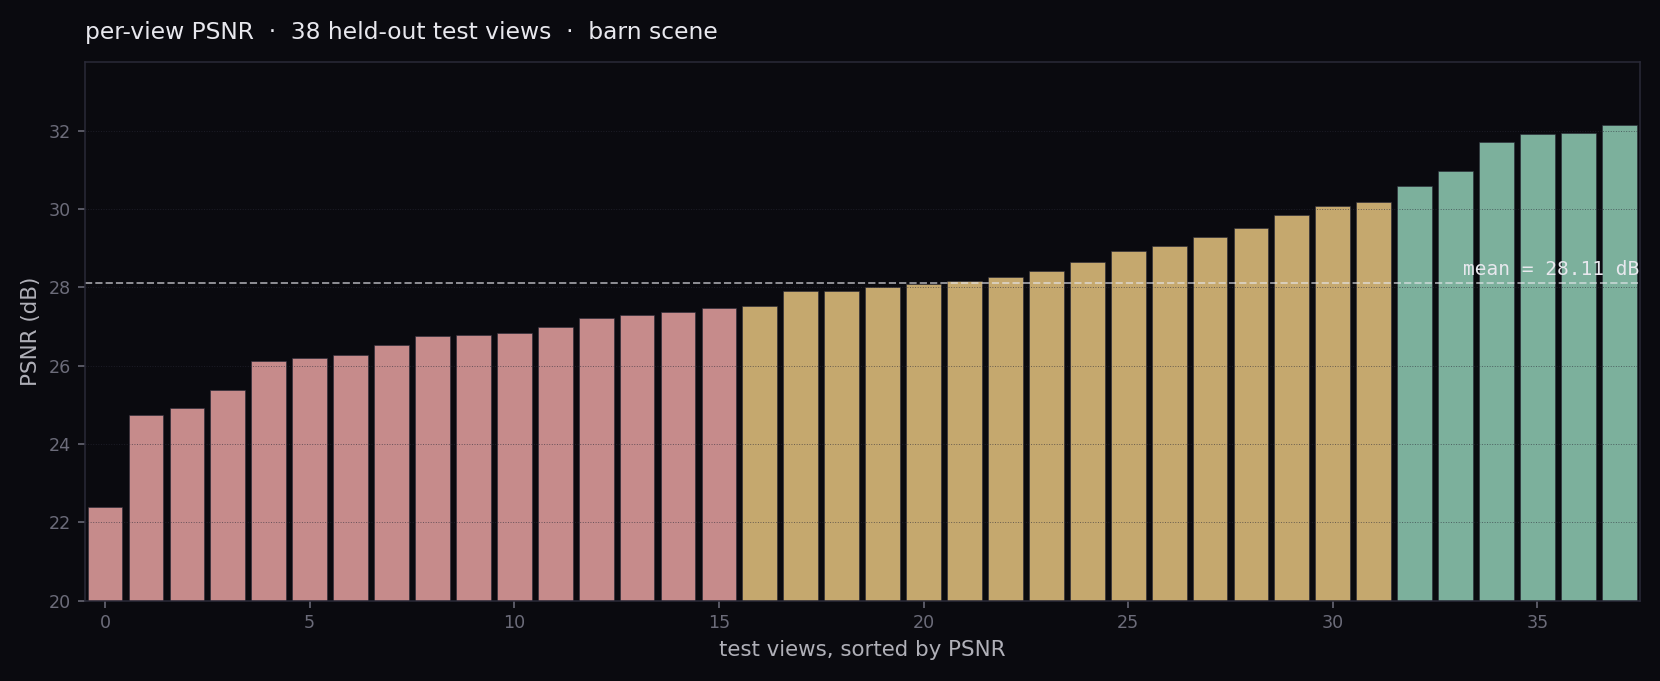 per-view PSNR · 38 held-out test views · barn scene
PSNR (dB)
32
30
28
26
24
22
20
mean = 28.11 dB
0 5 10 15 20 25 30 35
test views, sorted by PSNR